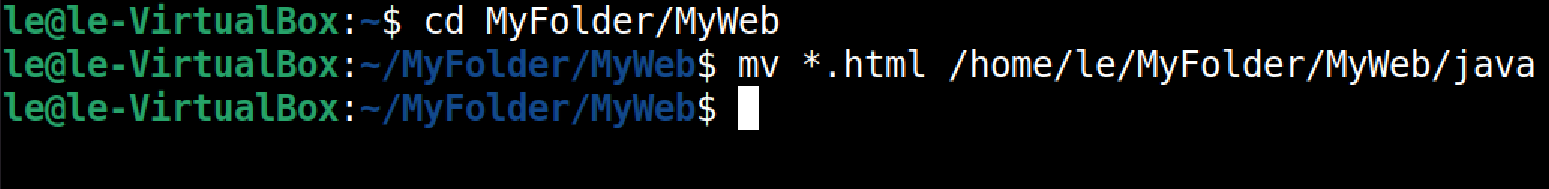 le@le-VirtualBox:~$ cd MyFolder/MyWeb
le@le-VirtualBox:~/MyFolder/MyWeb$ mv *.html /home/le/MyFolder/MyWeb/java
le@le-VirtualBox:~/MyFolder/MyWeb$